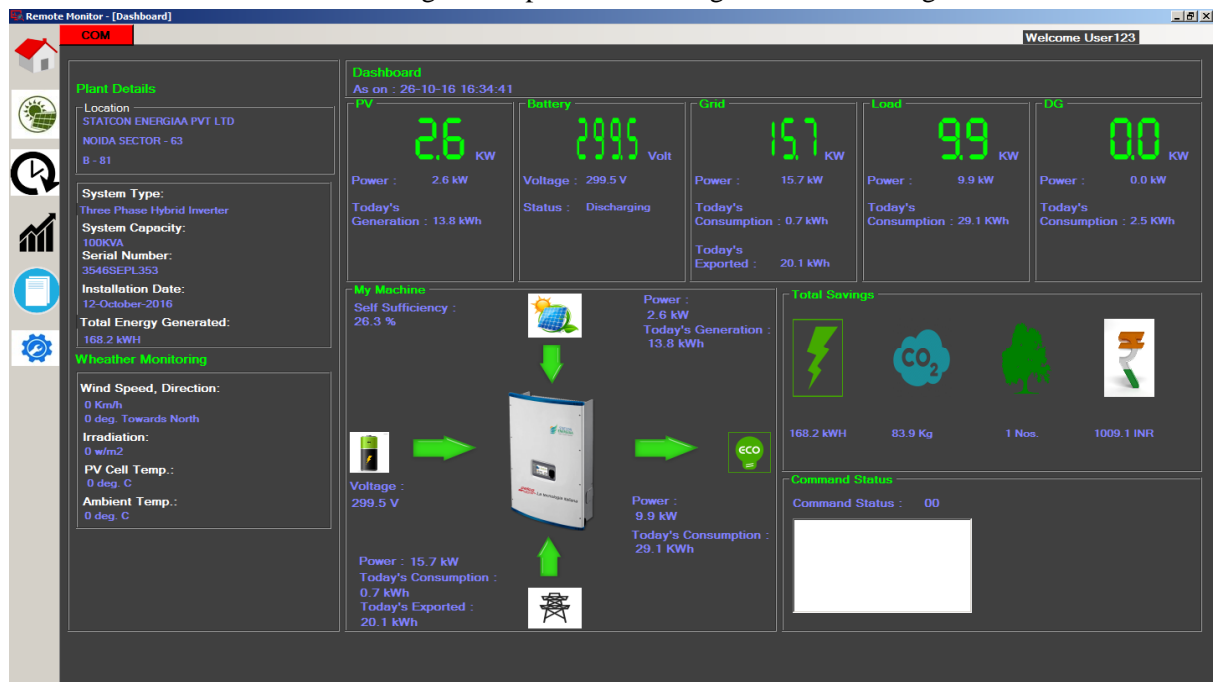 Remote Monitor - [Dashboard]
COM
Welcome User123
Plant Details
Location
STATCON ENERGIAA PVT LTD
NOIDA SECTOR - 63
B - 81
System Type:
Three Phase Hybrid Inverter
System Capacity:
100KVA
Serial Number:
3546SEPL353
Installation Date:
12-October-2016
Total Energy Generated:
168.2 kWH
Wheather Monitoring
Wind Speed, Direction:
0 Km/h
0 deg. Towards North
Irradiation:
0 w/m2
PV Cell Temp.:
0 deg. C
Ambient Temp.:
0 deg. C
Dashboard
As on : 26-10-16 16:34:41
PV
2.6 KW
Power : 2.6 kW
Today's
Generation : 13.8 kWh
Battery
299.5 Volt
Voltage : 299.5 V
Status : Discharging
Grid
15.7 KW
Power : 15.7 kW
Today's
Consumption : 0.7 kWh
Today's
Exported : 20.1 kWh
Load
9.9 KW
Power : 9.9 kW
Today's
Consumption : 29.1 KWh
DG
0.0 KW
Power : 0.0 kW
Today's
Consumption : 2.5 KWh
My Machine
Self Sufficiency :
26.3 %
Power :
2.6 kW
Today's Generation :
13.8 kWh
Voltage :
299.5 V
ECO
Power :
9.9 kW
Today's Consumption :
29.1 KWh
Power : 15.7 kW
Today's Consumption :
0.7 kWh
Today's Exported :
20.1 kWh
Total Savings
CO2
168.2 kWH 83.9 Kg 1 Nos. 1009.1 INR
Command Status
Command Status : 00